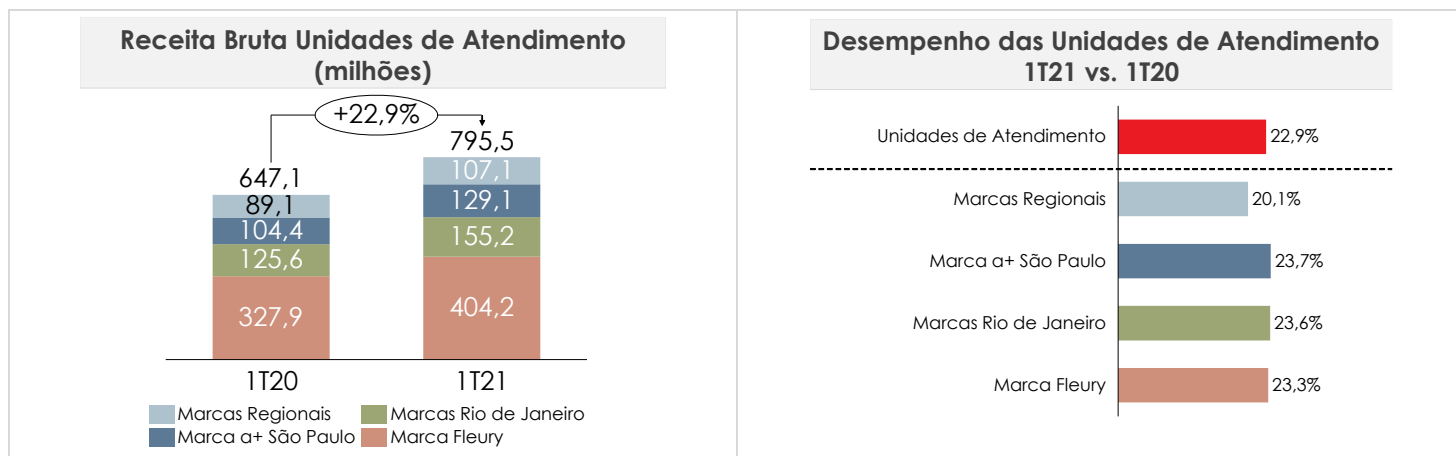 Receita Bruta Unidades de Atendimento
(milhões)
+22,9%
647,1
89,1
104,4
125,6
327,9
795,5
107,1
129,1
155,2
404,2
1T20
1T21
Marcas Regionais
Marcas Rio de Janeiro
Marca a+ São Paulo
Marca Fleury
Desempenho das Unidades de Atendimento
1T21 vs. 1T20
Unidades de Atendimento
22,9%
Marcas Regionais
20,1%
Marca a+ São Paulo
23,7%
Marcas Rio de Janeiro
23,6%
Marca Fleury
23,3%